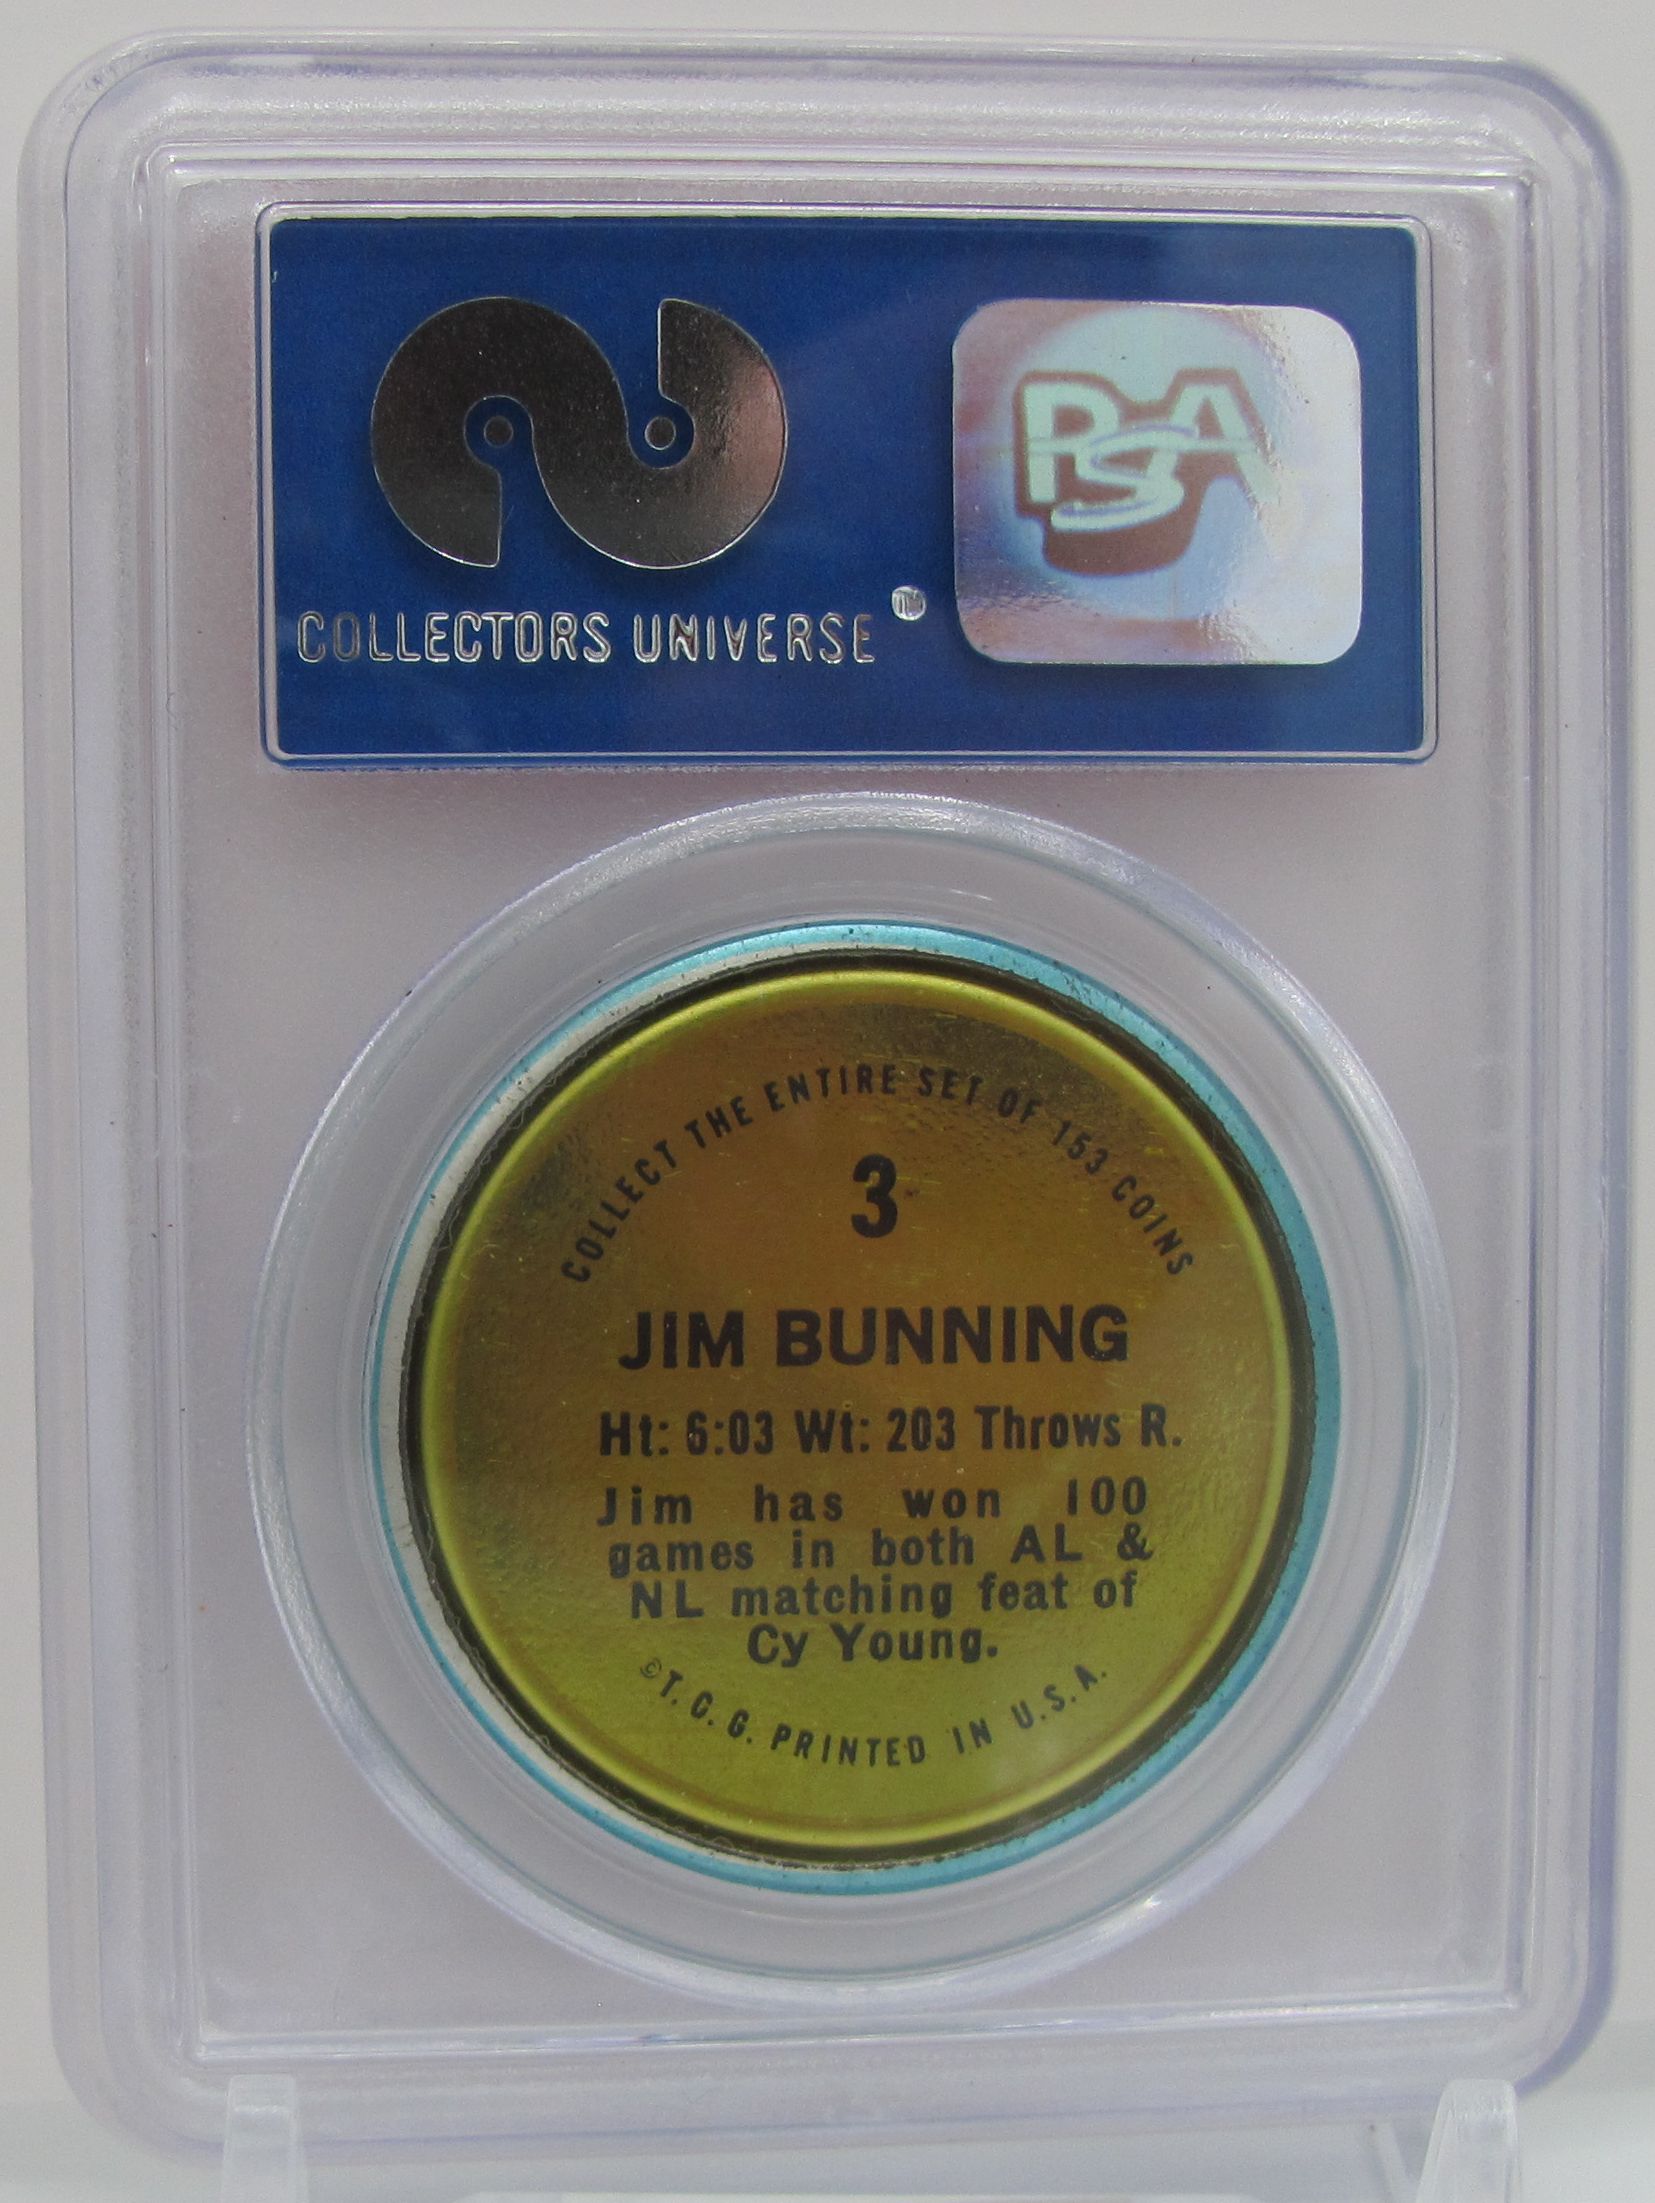 COLLECTORS UNIVERSE TM
PSA
COLLECT THE ENTIRE SET OF 153 COINS
3
JIM BUNNING
Ht: 6:03 Wt: 203 Throws R.
Jim has won 100
games in both AL &
NL matching feat of
Cy Young.
©T.C.G. PRINTED IN U.S.A.